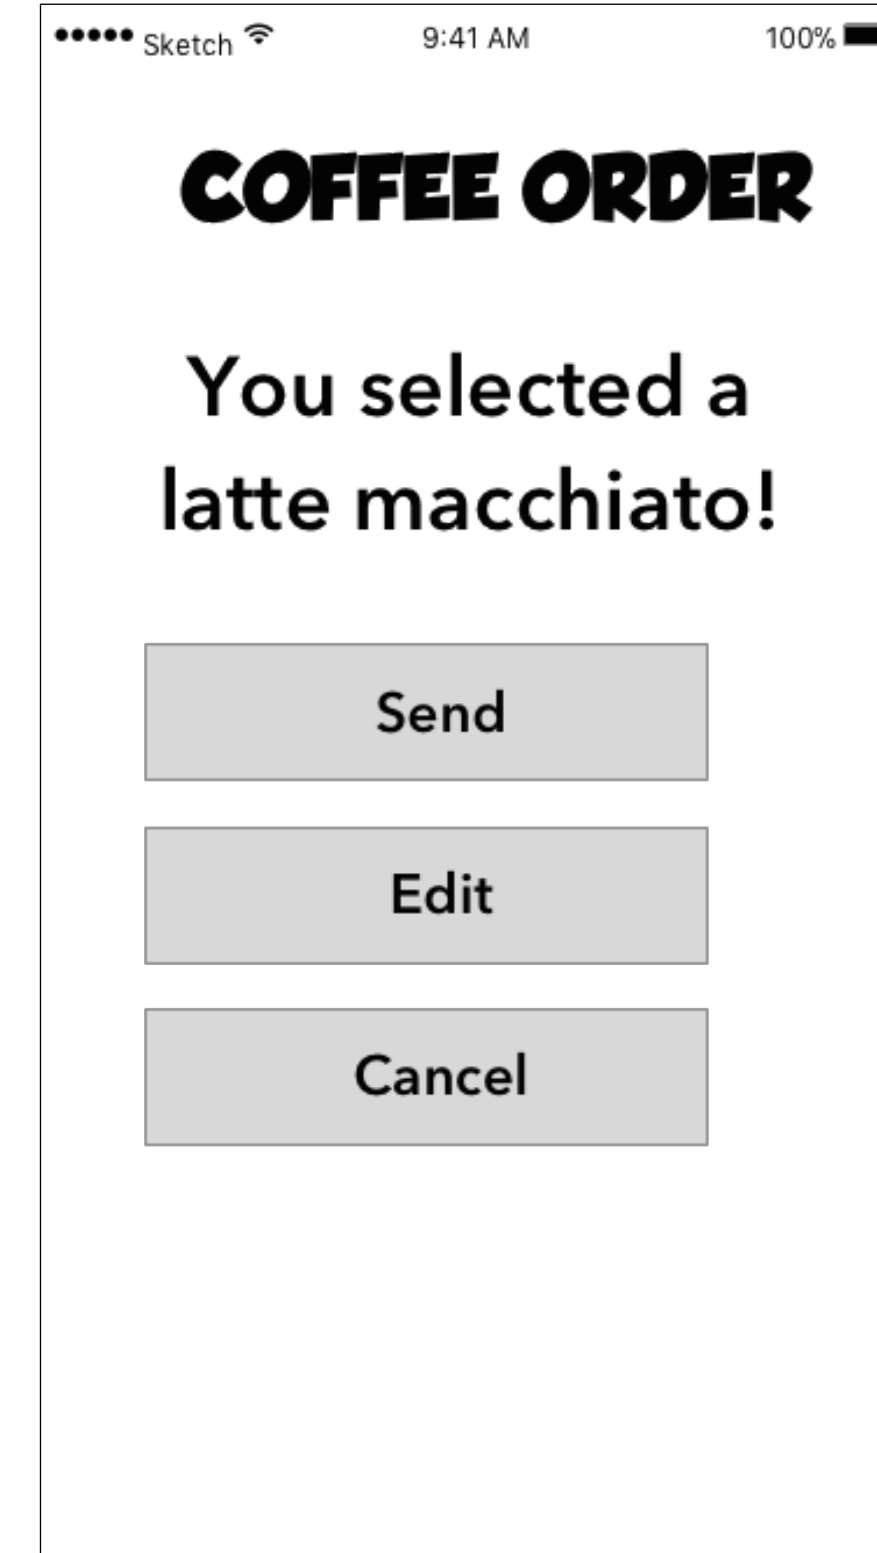 Sketch 9:41 AM 100%
COFFEE ORDER
You selected a
latte macchiato!
Send
Edit
Cancel